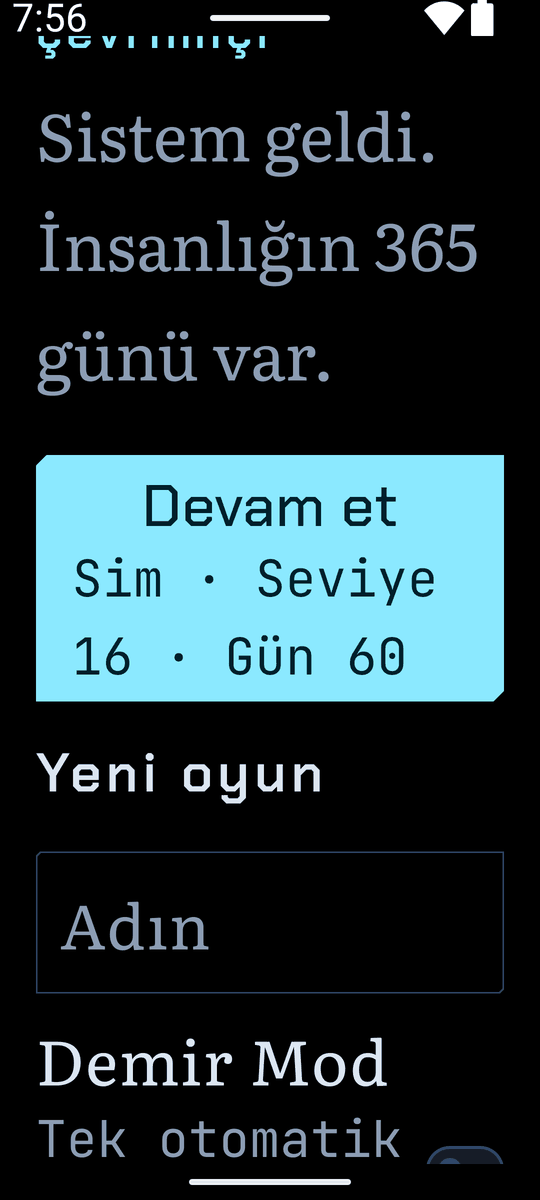 7:56
çevrimiçi
Sistem geldi.
İnsanlığın 365
günü var.
Devam et
Sim · Seviye
16 · Gün 60
Yeni oyun
Adın
Demir Mod
Tek otomatik